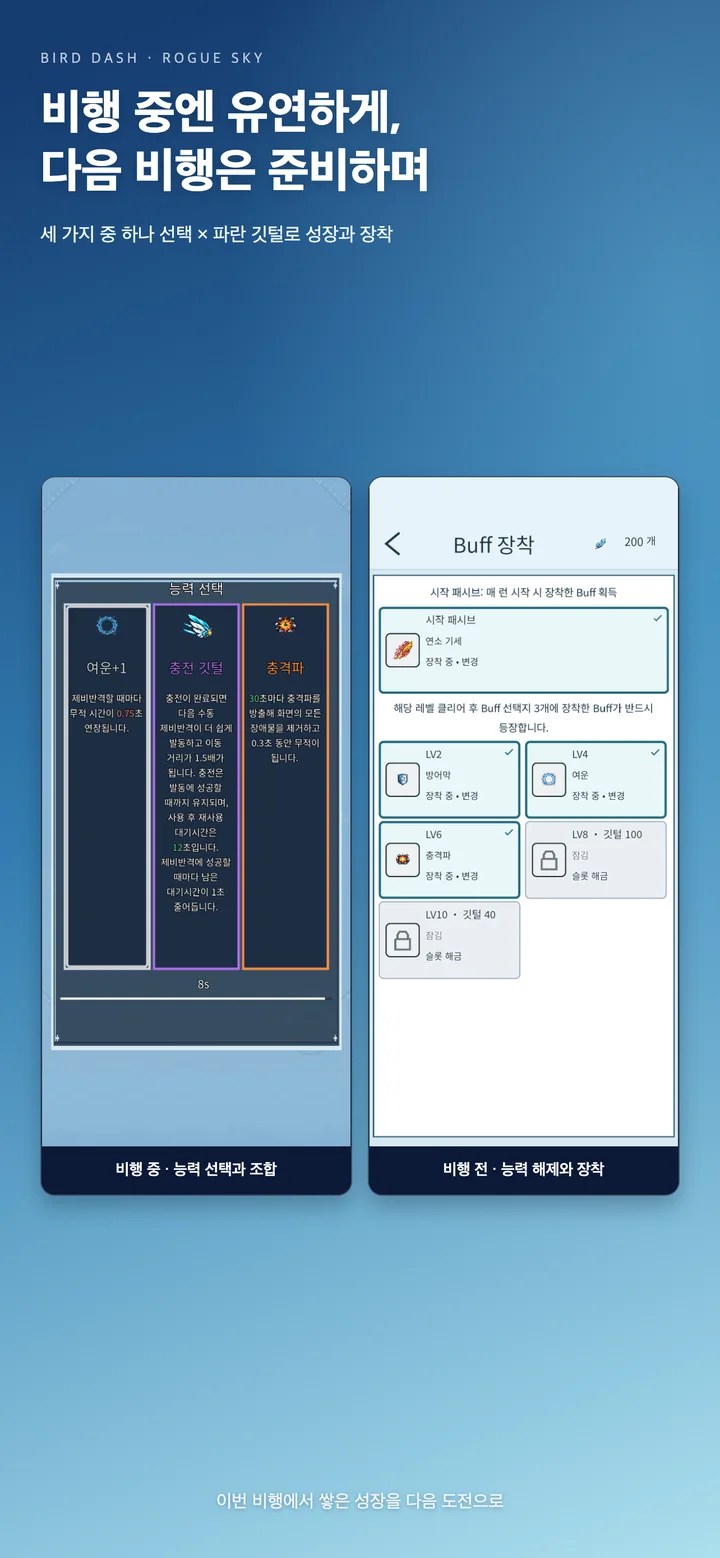 BIRD DASH · ROGUE SKY
비행 중엔 유연하게,
다음 비행은 준비하며
세 가지 중 하나 선택 × 파란 깃털로 성장과 장착
능력 선택
여운+1
제비반격할 때마다
무적 시간이 0.75초
연장됩니다.
충전 깃털
충전이 완료되면
다음 수동
제비반격이 더 쉽게
발동하고 이동
거리가 1.5배가
됩니다. 충전은
발동에 성공할
때까지 유지되며,
사용 후 재사용
대기시간은
12초입니다.
제비반격에 성공할
때마다 남은
대기시간이 1초
줄어듭니다.
충격파
30초마다 충격파를
방출해 화면의 모든
장애물을 제거하고
0.3초 동안 무적이
됩니다.
8s
비행 중 · 능력 선택과 조합
Buff 장착
200 개
시작 패시브: 매 런 시작 시 장착한 Buff 획득
시작 패시브
연소 기세
장착 중 • 변경
해당 레벨 클리어 후 Buff 선택지 3개에 장착한 Buff가 반드시
등장합니다.
LV2
방어막
장착 중 • 변경
LV4
여운
장착 중 • 변경
LV6
충격파
장착 중 • 변경
LV8 • 깃털 100
잠김
슬롯 해금
LV10 • 깃털 40
잠김
슬롯 해금
비행 전 · 능력 해제와 장착
이번 비행에서 쌓은 성장을 다음 도전으로